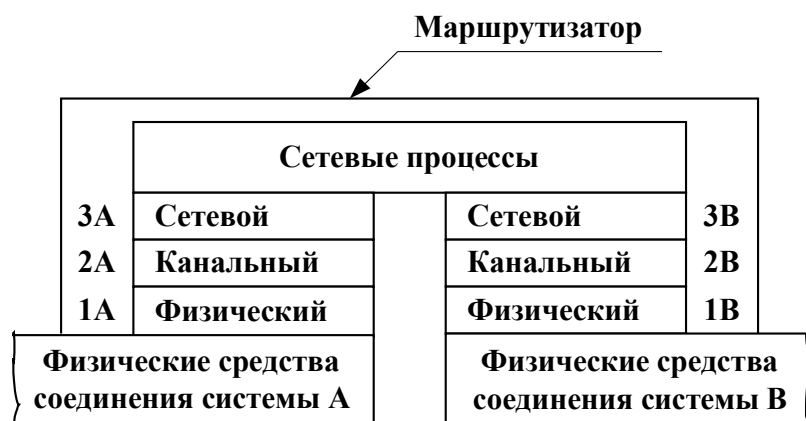 Маршрутизатор
Сетевые процессы
3А Сетевой Сетевой 3В
2А Канальный Канальный 2В
1А Физический Физический 1В
Физические средства Физические средства
соединения системы А соединения системы В